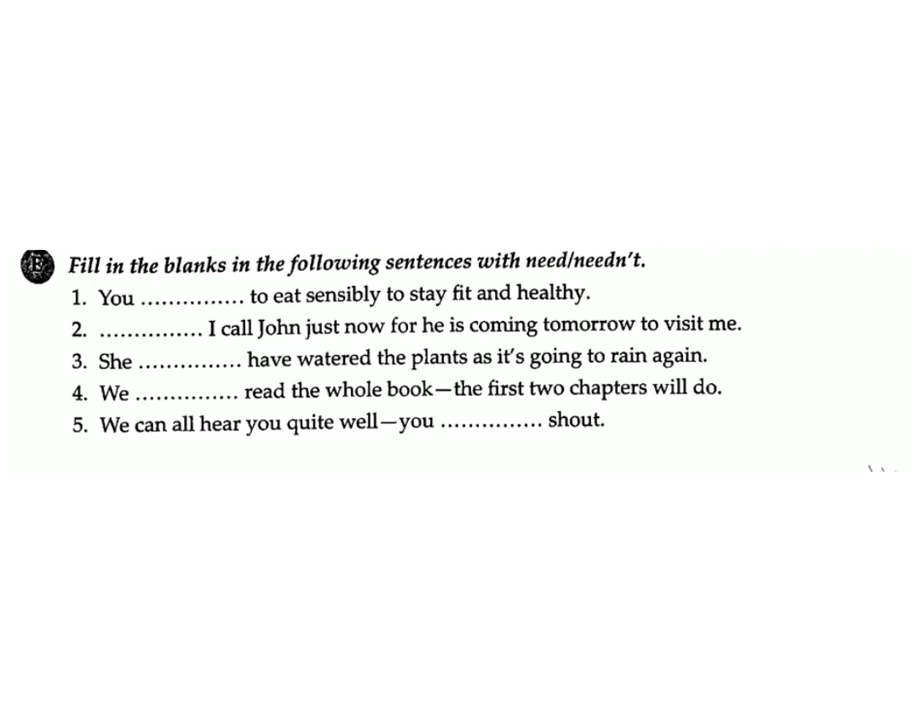 E Fill in the blanks in the following sentences with need/needn't.
1. You ............... to eat sensibly to stay fit and healthy.
2. ............... I call John just now for he is coming tomorrow to visit me.
3. She ............... have watered the plants as it's going to rain again.
4. We ............... read the whole book—the first two chapters will do.
5. We can all hear you quite well—you ............... shout.